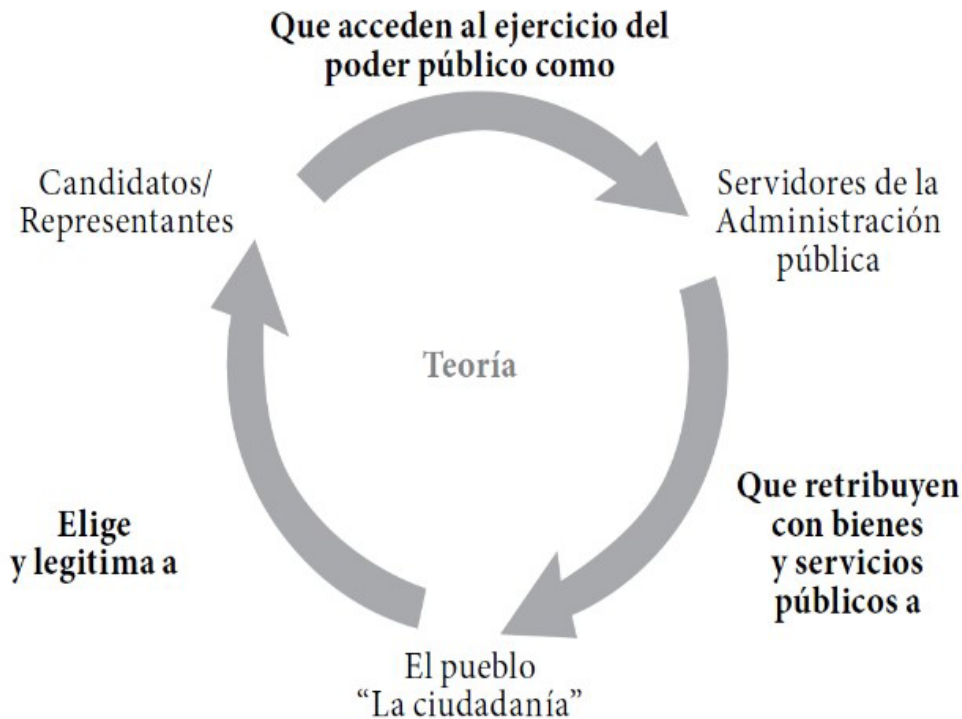 Que acceden al ejercicio del
poder público como
Candidatos/
Representantes
Servidores de la
Administración
pública
Teoría
Elige
y legitima a
Que retribuyen
con bienes
y servicios
públicos a
El pueblo
“La ciudadanía”